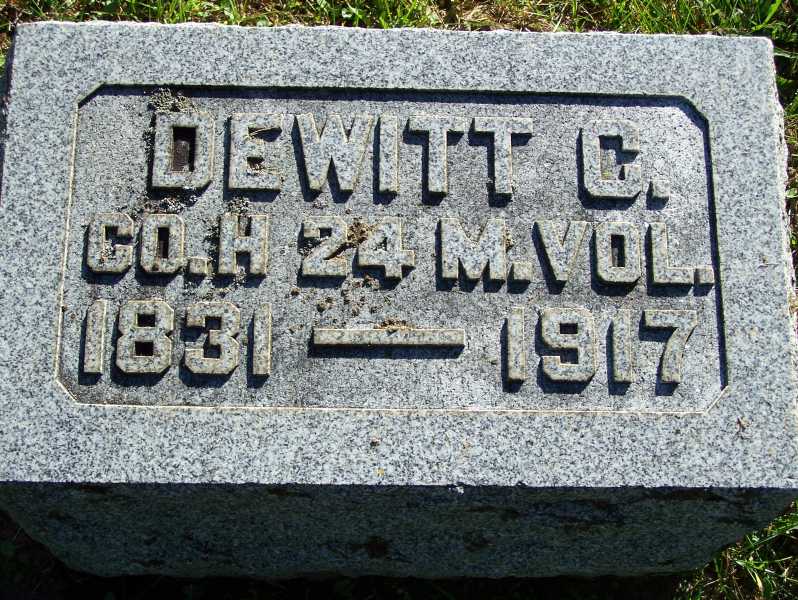 DEWITT C.
CO. H 24 M. VOL.
1831 — 1917